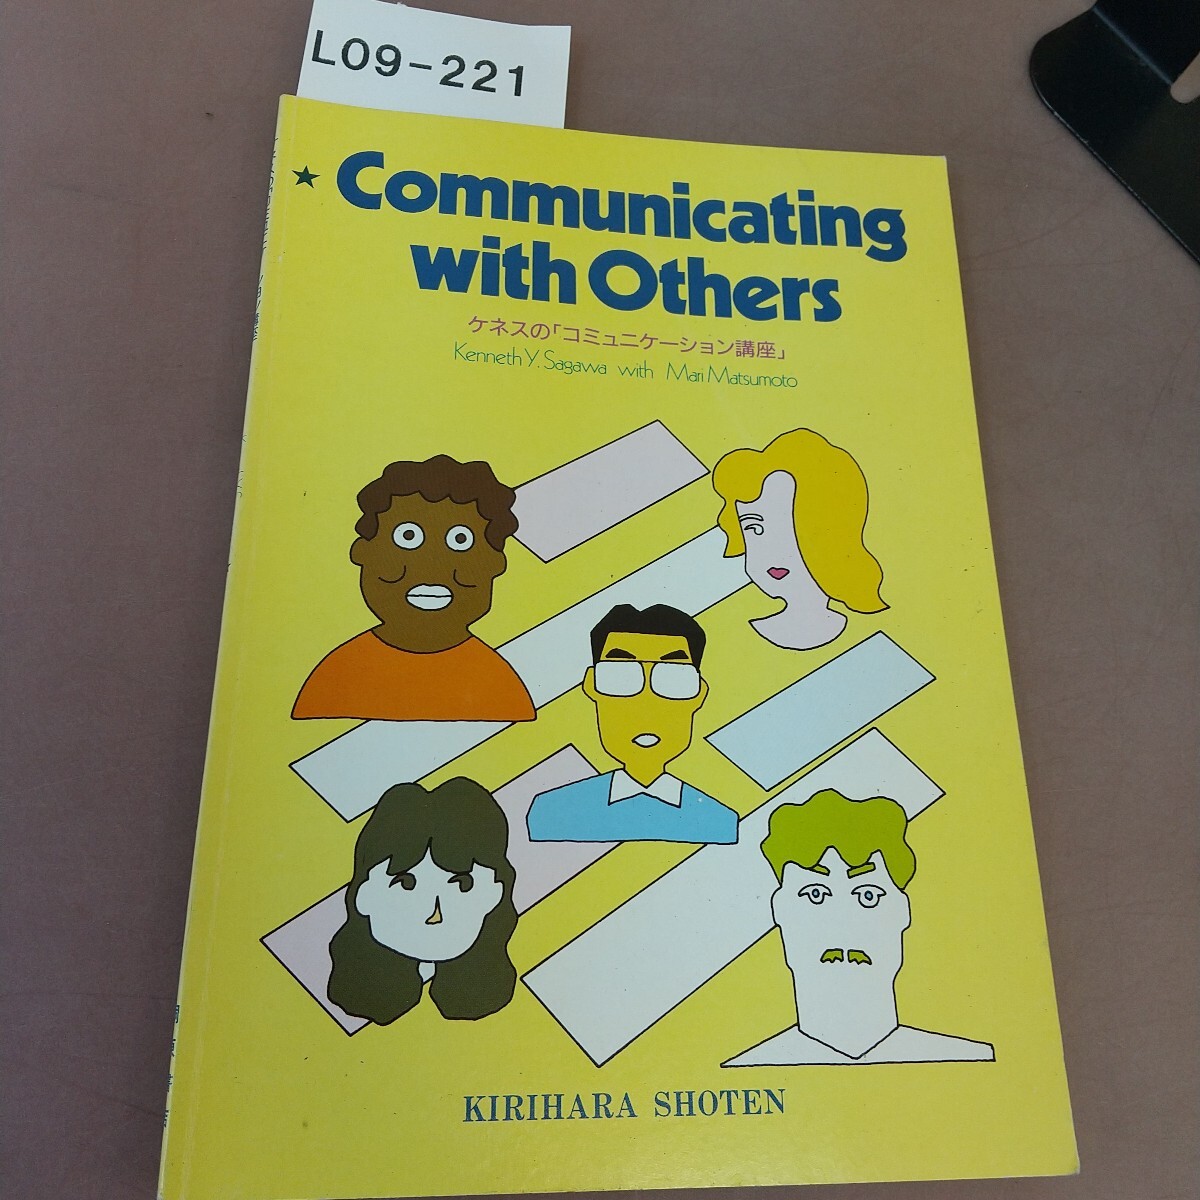 L09-221
★ Communicating
with Others
ケネスの「コミュニケーション講座」
Kenneth Y. Sagawa with Mari Matsumoto
KIRIHARA SHOTEN